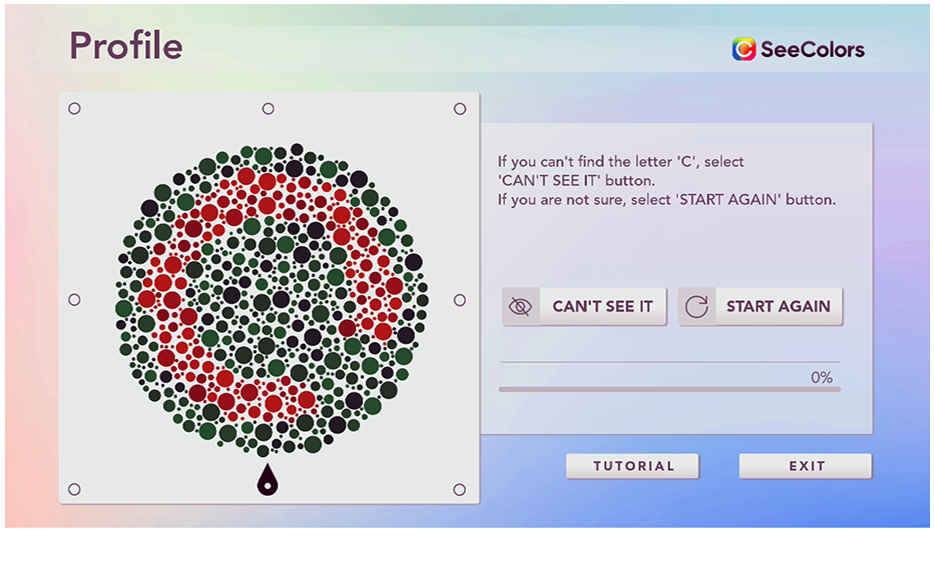 Profile
SeeColors
If you can't find the letter 'C', select
'CAN'T SEE IT' button.
If you are not sure, select 'START AGAIN' button.
CAN'T SEE IT
START AGAIN
0%
TUTORIAL
EXIT